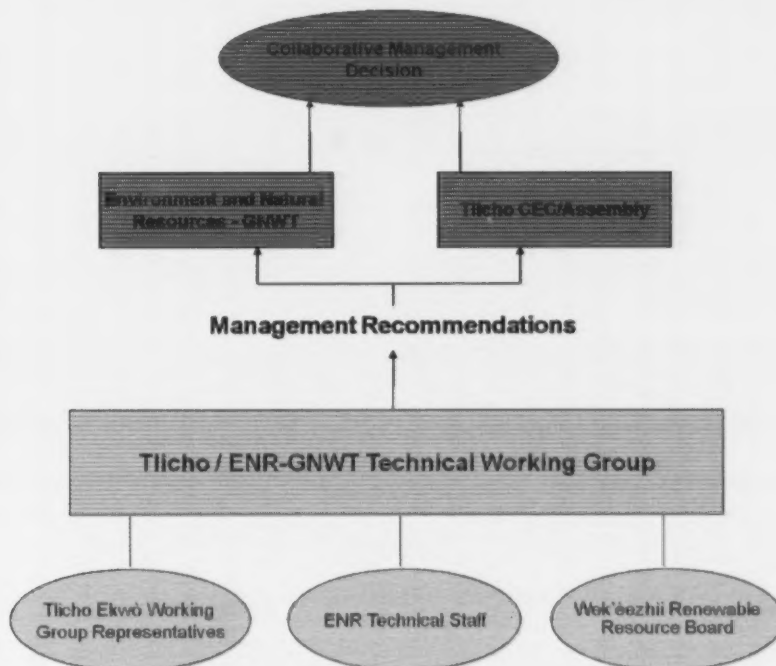 Collaborative Management
Decision
Environment and Natural
Resources - GNWT
Tlicho CEC/Assembly
Management Recommendations
Tlicho / ENR-GNWT Technical Working Group
Tlicho Ekwò Working
Group Representatives
ENR Technical Staff
Wek'èezhii Renewable
Resource Board